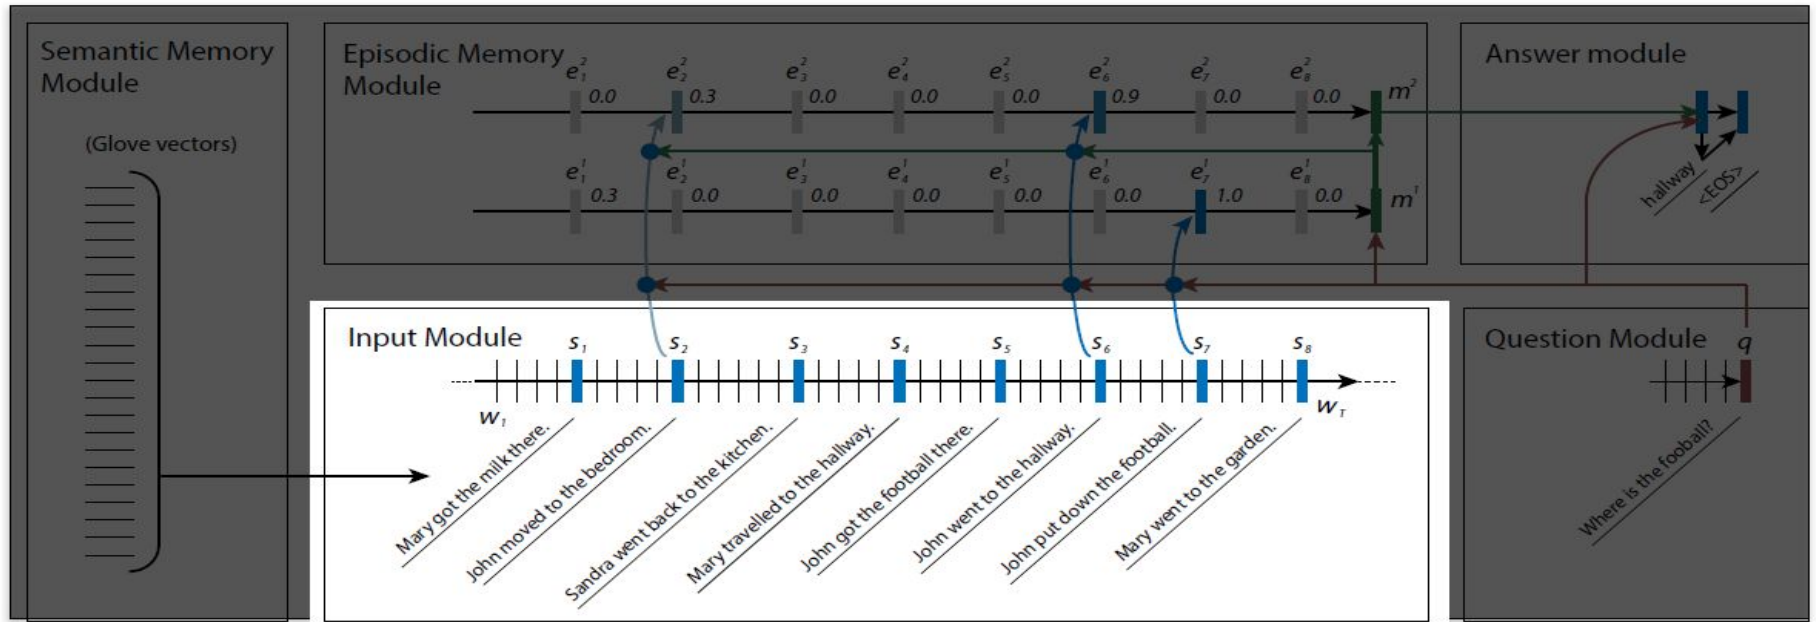 Semantic Memory
Module
(Glove vectors)
Episodic Memory
Module
e₁² 0.0 e₂² 0.3 e₃² 0.0 e₄² 0.0 e₅² 0.0 e₆² 0.9 e₇² 0.0 e₈² 0.0 m²
e₁¹ 0.3 e₂¹ 0.0 e₃¹ 0.0 e₄¹ 0.0 e₅¹ 0.0 e₆¹ 0.0 e₇¹ 1.0 e₈¹ 0.0 m¹
Answer module
hallway
<EOS>
Input Module
s₁ s₂ s₃ s₄ s₅ s₆ s₇ s₈
w₁ w_T
Mary got the milk there.
John moved to the bedroom.
Sandra went back to the kitchen.
Mary travelled to the hallway.
John got the football there.
John went to the hallway.
John put down the football.
Mary went to the garden.
Question Module
q
Where is the fooball?